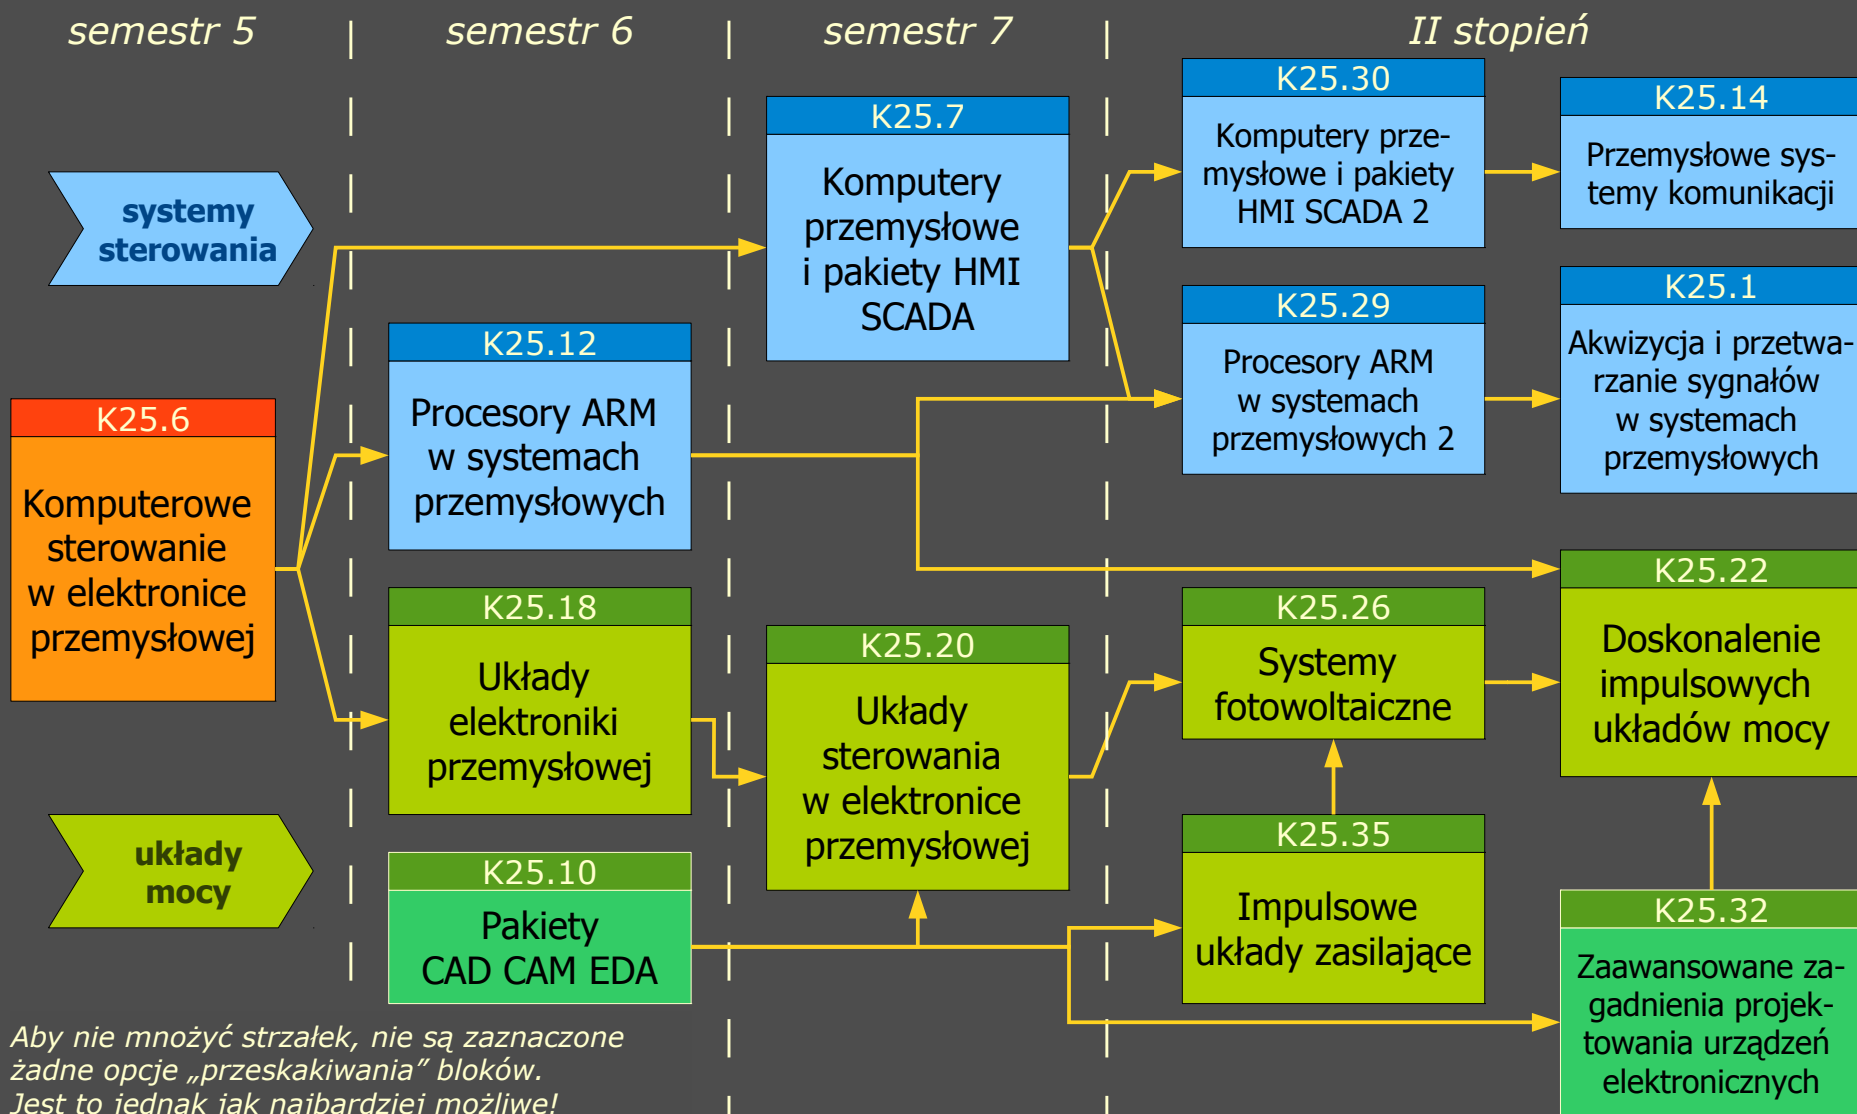 semestr 5
semestr 6
semestr 7
II stopień
systemy
sterowania
układy
mocy
K25.6
Komputerowe
sterowanie
w elektronice
przemysłowej
K25.12
Procesory ARM
w systemach
przemysłowych
K25.18
Układy
elektroniki
przemysłowej
K25.10
Pakiety
CAD CAM EDA
K25.7
Komputery
przemysłowe
i pakiety HMI
SCADA
K25.20
Układy
sterowania
w elektronice
przemysłowej
K25.30
Komputery prze-
mysłowe i pakiety
HMI SCADA 2
K25.29
Procesory ARM
w systemach
przemysłowych 2
K25.26
Systemy
fotowoltaiczne
K25.35
Impulsowe
układy zasilające
K25.14
Przemysłowe sys-
temy komunikacji
K25.1
Akwizycja i przetwa-
rzanie sygnałów
w systemach
przemysłowych
K25.22
Doskonalenie
impulsowych
układów mocy
K25.32
Zaawansowane za-
gadnienia projek-
towania urządzeń
elektronicznych
Aby nie mnożyć strzałek, nie są zaznaczone
żadne opcje „przeskakiwania” bloków.
Jest to jednak jak najbardziej możliwe!